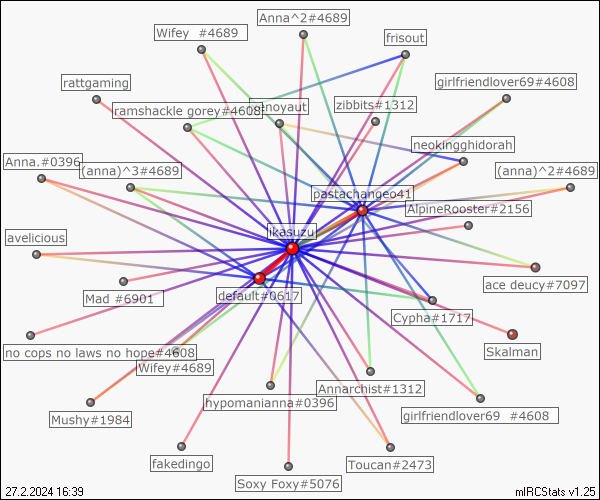 Anna^2#4689
Wifey  #4689
frisout
rattgaming
girlfriendlover69#4608
ramshackle gorey#4608
noyaut
zibbits#1312
neokingghidorah
Anna.#0396
(anna)^3#4689
(anna)^2#4689
pastachangeo41
AlpineRooster#2156
jikasuzu
avelicious
ace deucy#7097
default#0617
Mad #6901
Cypha#1717
no cops no laws no hope#4608
Skalman
Wifey#4689
Annarchist#1312
hypomanianna#0396
Mushy#1984
girlfriendlover69  #4608
fakedingo
Toucan#2473
Soxy Foxy#5076
27.2.2024 16:39
mIRCStats v1.25